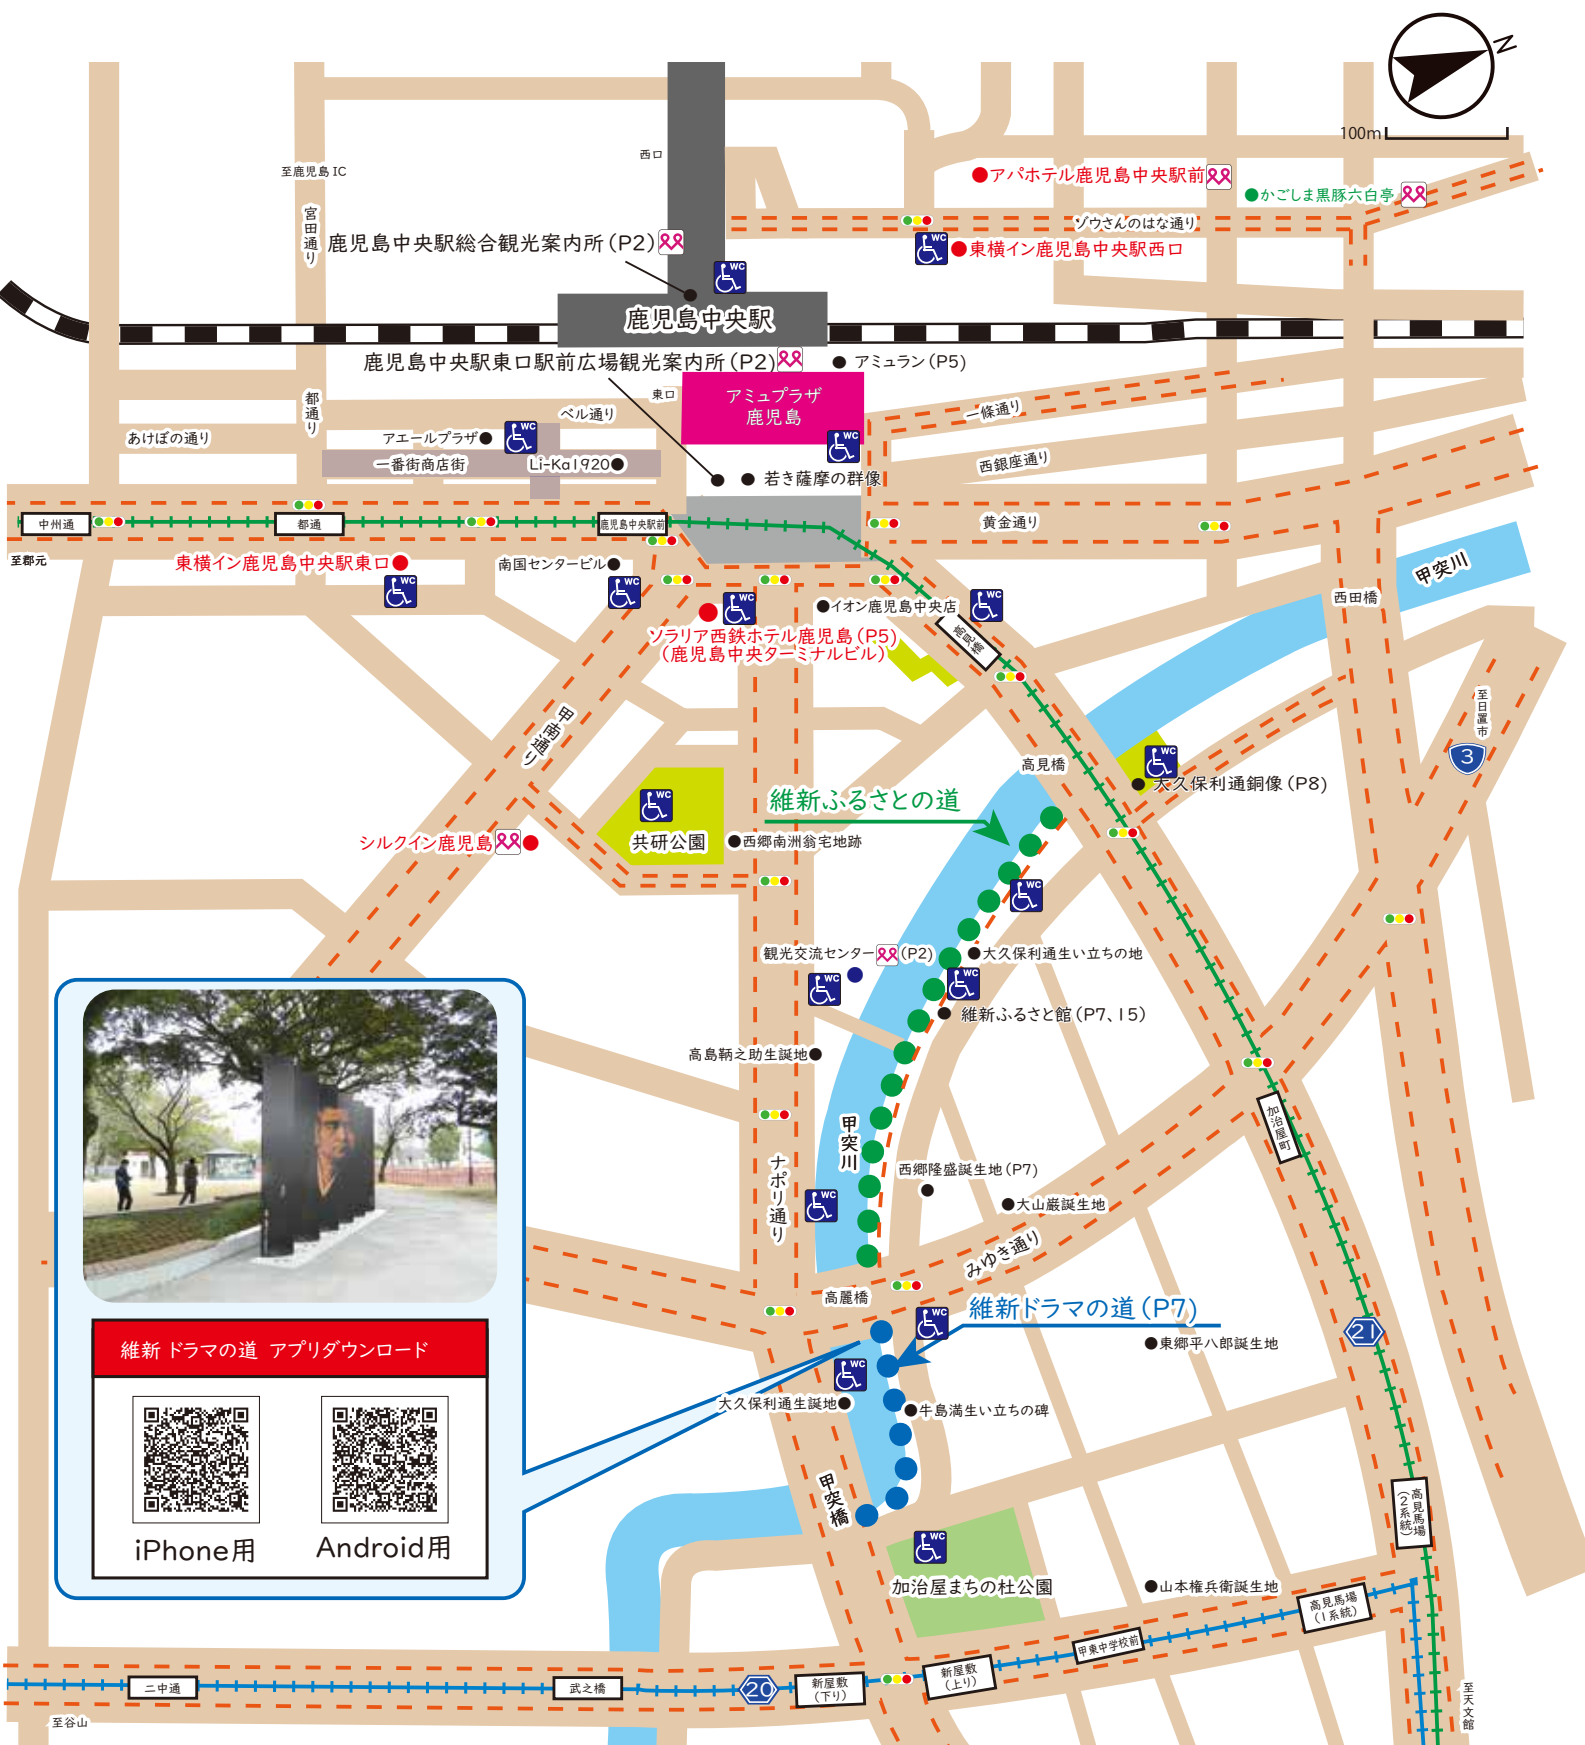 N
100m
西口
至鹿児島IC
アパホテル鹿児島中央駅前
かごしま黒豚六白亭
宮田通り
ゾウさんのはな通り
鹿児島中央駅総合観光案内所(P2)
WC
東横イン鹿児島中央駅西口
WC
鹿児島中央駅
鹿児島中央駅東口駅前広場観光案内所(P2)
アミュラン(P5)
東口
アミュプラザ
鹿児島
都通り
ベル通り
一條通り
あけぼの通り
アエールプラザ
WC
WC
一番街商店街
Li-Ka1920
西銀座通り
若き薩摩の群像
中州通
都通
鹿児島中央駅前
黄金通り
至郡元
東横イン鹿児島中央駅東口
南国センタービル
甲突川
WC
WC
WC
イオン鹿児島中央店
WC
西田橋
ソラリア西鉄ホテル鹿児島(P5)
(鹿児島中央ターミナルビル)
高見橋
至日置市
甲南通り
高見橋
WC
3
大久保利通銅像(P8)
WC
維新ふるさとの道
シルクイン鹿児島
共研公園
西郷南洲翁宅地跡
WC
観光交流センター
(P2)
大久保利通生い立ちの地
WC
WC
維新ふるさと館(P7、15)
高島鞆之助生誕地
加治屋町
甲突川
ナポリ通り
西郷隆盛誕生地(P7)
WC
大山巌誕生地
みゆき通り
高麗橋
維新ドラマの道(P7)
WC
21
東郷平八郎誕生地
維新ドラマの道 アプリダウンロード
WC
大久保利通生誕地
牛島満生い立ちの碑
甲突橋
高見馬場
(2系統)
iPhone用
Android用
WC
加治屋まちの杜公園
山本権兵衛誕生地
高見馬場
(1系統)
甲東中学校前
二中通
武之橋
20
新屋敷
(下り)
新屋敷
(上り)
至谷山
至天文館